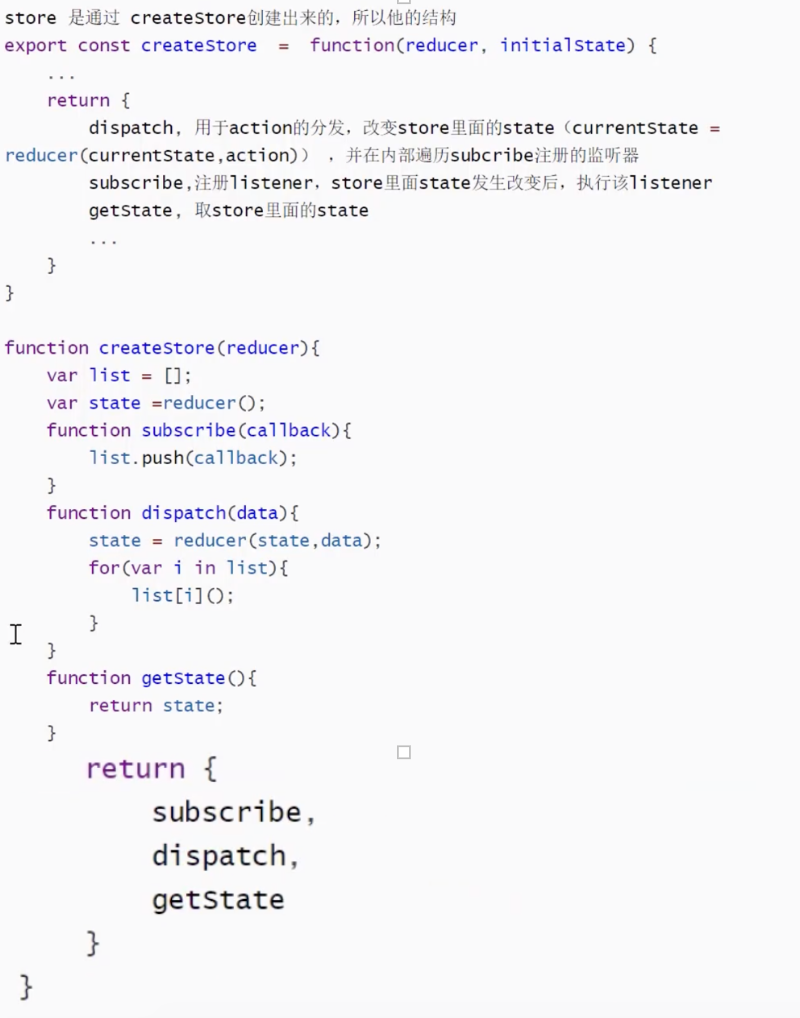 store 是通过 createStore创建出来的，所以他的结构
export const createStore  =  function(reducer, initialState) {
    ...
    return {
        dispatch, 用于action的分发，改变store里面的state（currentState =
reducer(currentState,action)） ，并在内部遍历subcribe注册的监听器
        subscribe,注册listener，store里面state发生改变后，执行该listener
        getState, 取store里面的state
        ...
    }
}

function createStore(reducer){
    var list = [];
    var state =reducer();
    function subscribe(callback){
        list.push(callback);
    }
    function dispatch(data){
        state = reducer(state,data);
        for(var i in list){
            list[i]();
        }
    }
    function getState(){
        return state;
    }
    return {
        subscribe,
        dispatch,
        getState
    }
}